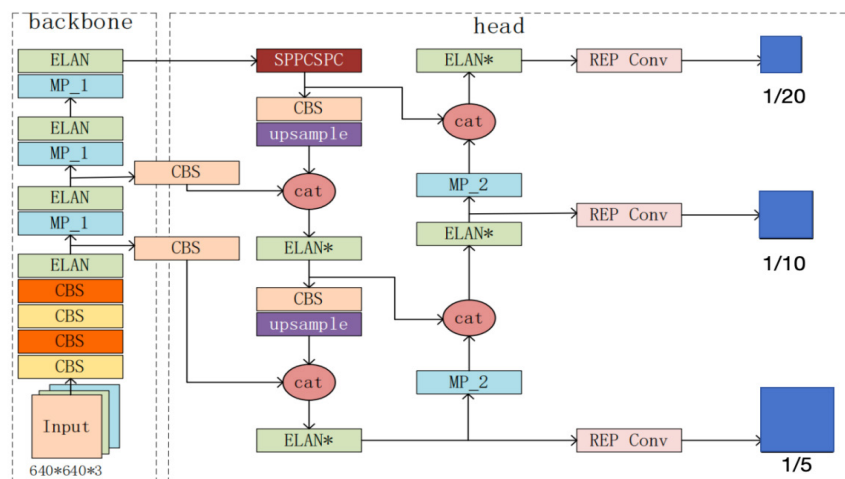 backbone
head
ELAN
MP_1
ELAN
MP_1
ELAN
MP_1
ELAN
CBS
CBS
CBS
CBS
Input
640*640*3
CBS
CBS
SPPCSPC
CBS
upsample
cat
ELAN*
CBS
upsample
cat
ELAN*
ELAN*
cat
MP_2
ELAN*
cat
MP_2
REP Conv
1/20
REP Conv
1/10
REP Conv
1/5